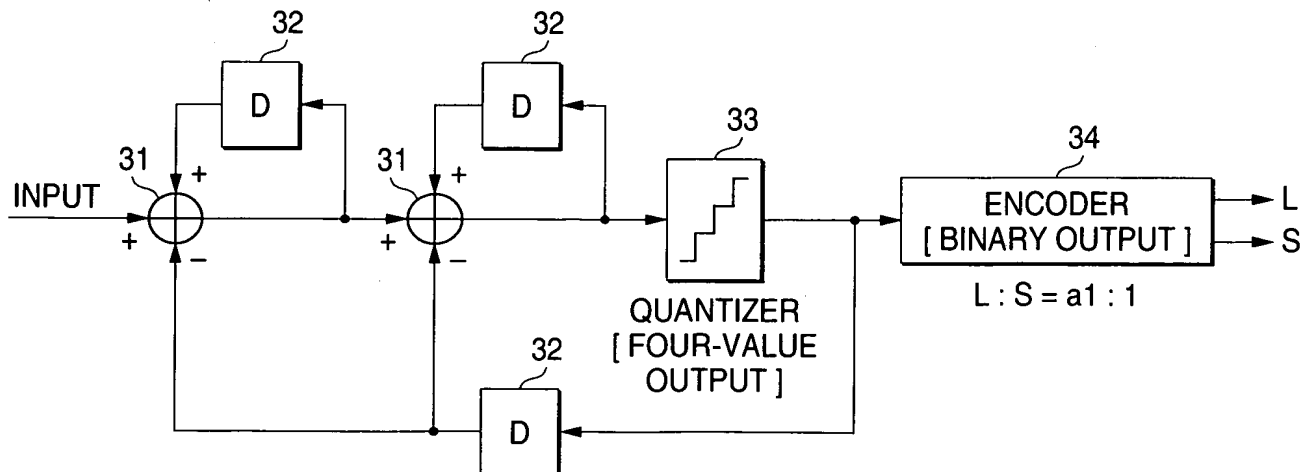 32
32
D
D
33
34
31
31
+
+
INPUT
ENCODER
[ BINARY OUTPUT ]
L
S
+
+
−
−
L : S = a1 : 1
QUANTIZER
[ FOUR-VALUE
OUTPUT ]
32
D